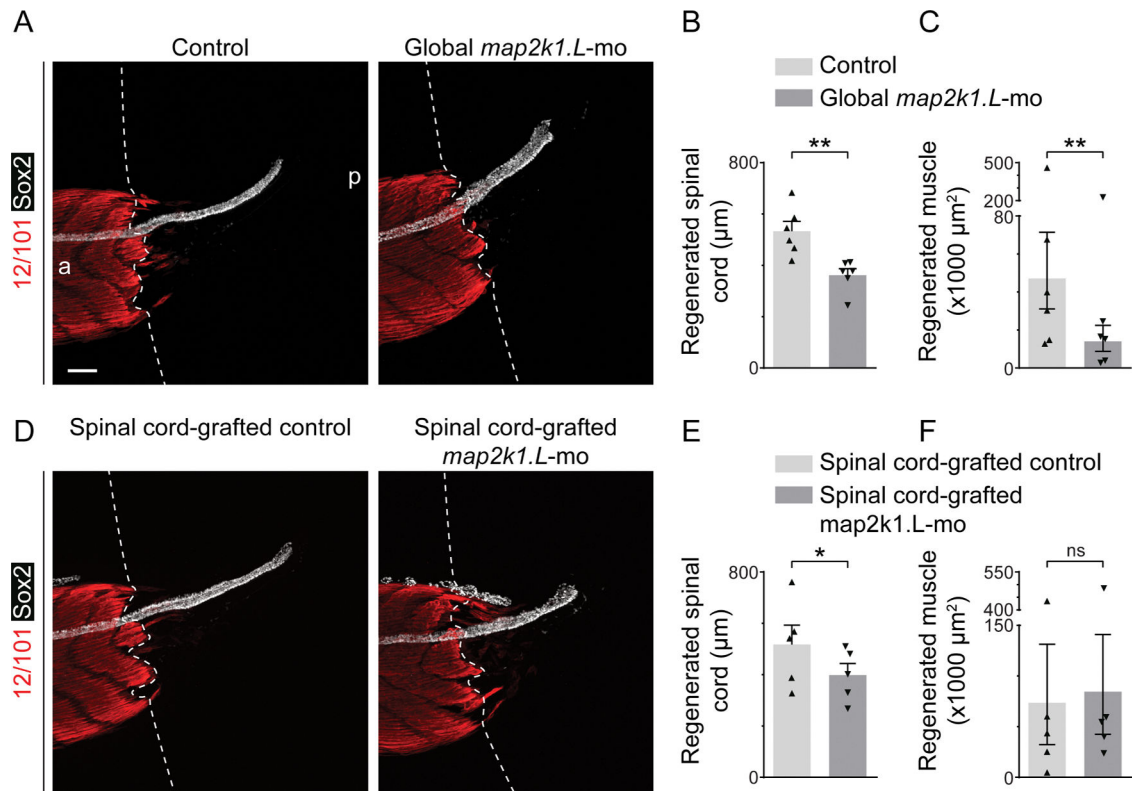 A
Control
Global map2k1.L-mo
12/101 Sox2
a
p
B
C
Control
Global map2k1.L-mo
Regenerated spinal
cord (µm)
800
0
**
Regenerated muscle
(x1000 µm²)
500
200
80
0
**
D
Spinal cord-grafted control
Spinal cord-grafted
map2k1.L-mo
12/101 Sox2
E
F
Spinal cord-grafted control
Spinal cord-grafted
map2k1.L-mo
Regenerated spinal
cord (µm)
800
0
*
Regenerated muscle
(x1000 µm²)
550
400
150
0
ns